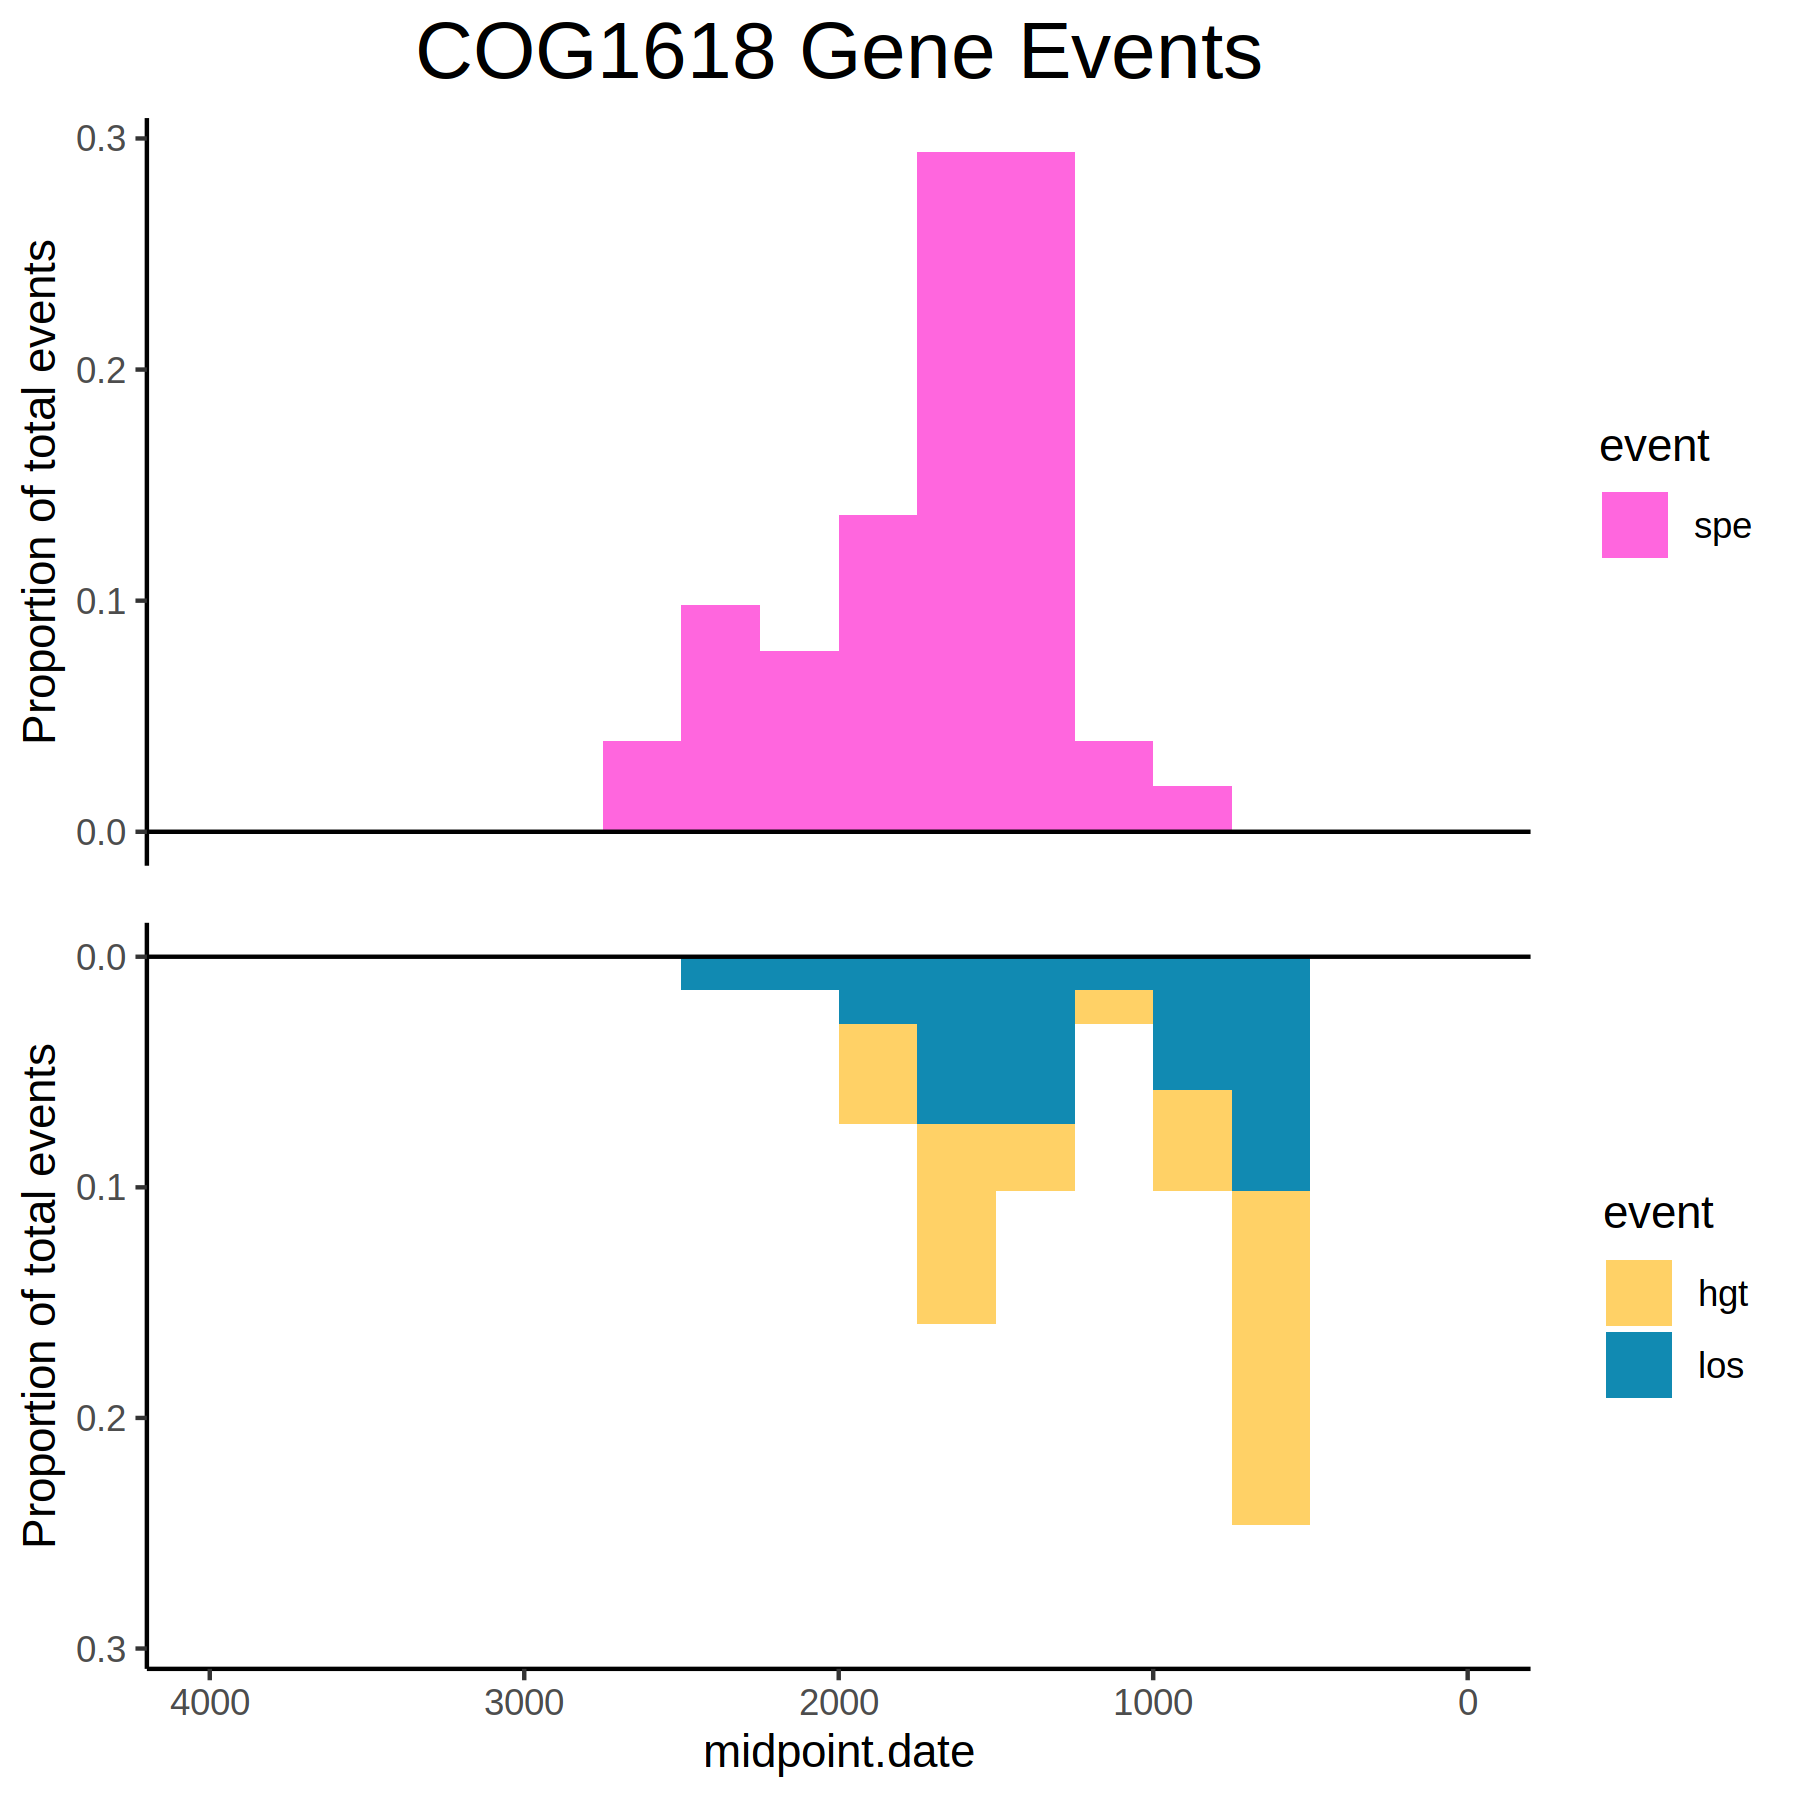 COG1618 Gene Events
Proportion of total events
0.3
0.2
0.1
0.0
event
spe
Proportion of total events
0.0
0.1
0.2
0.3
event
hgt
los
4000 3000 2000 1000 0
midpoint.date